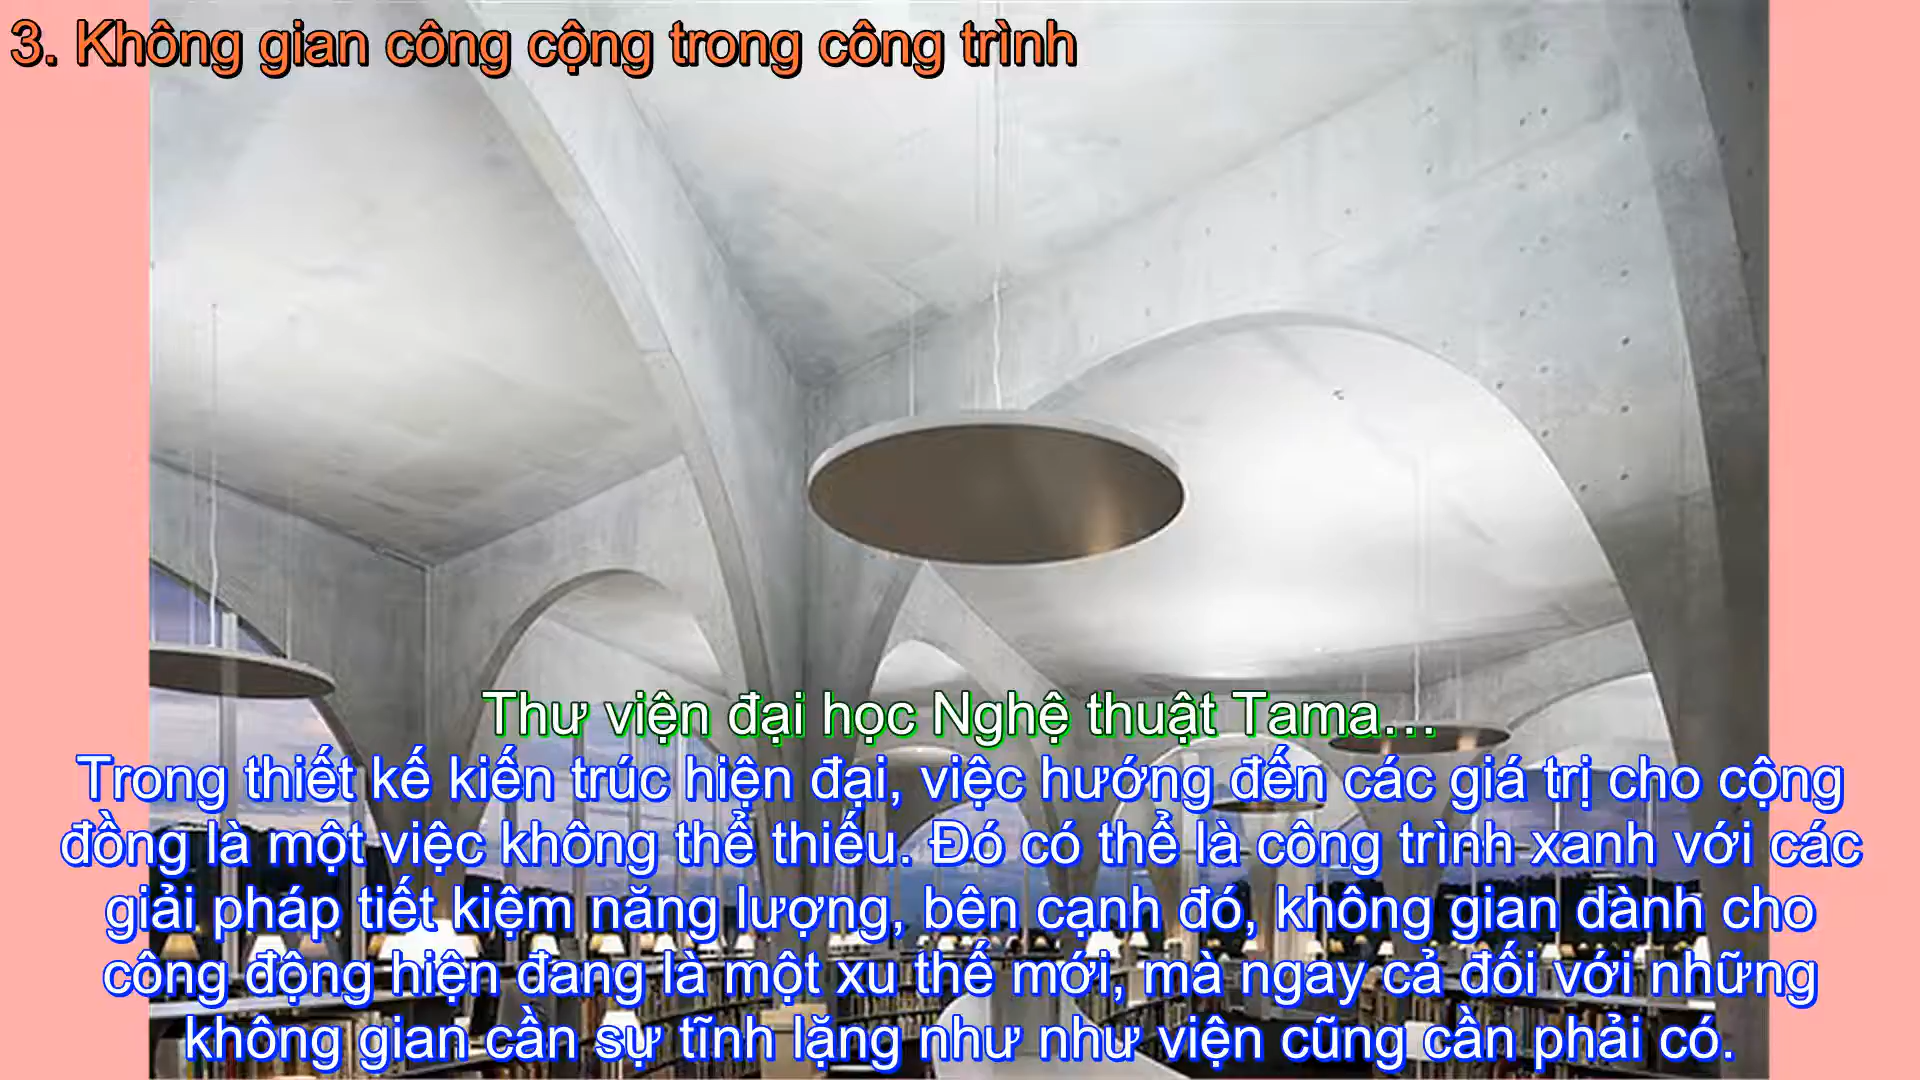 3. Không gian công cộng trong công trình
Thư viện đại học Nghệ thuật Tama...
Trong thiết kế kiến trúc hiện đại, việc hướng đến các giá trị cho cộng
đồng là một việc không thể thiếu. Đó có thể là công trình xanh với các
giải pháp tiết kiệm năng lượng, bên cạnh đó, không gian dành cho
công động hiện đang là một xu thế mới, mà ngay cả đối với những
không gian cần sự tĩnh lặng như như viện cũng cần phải có.